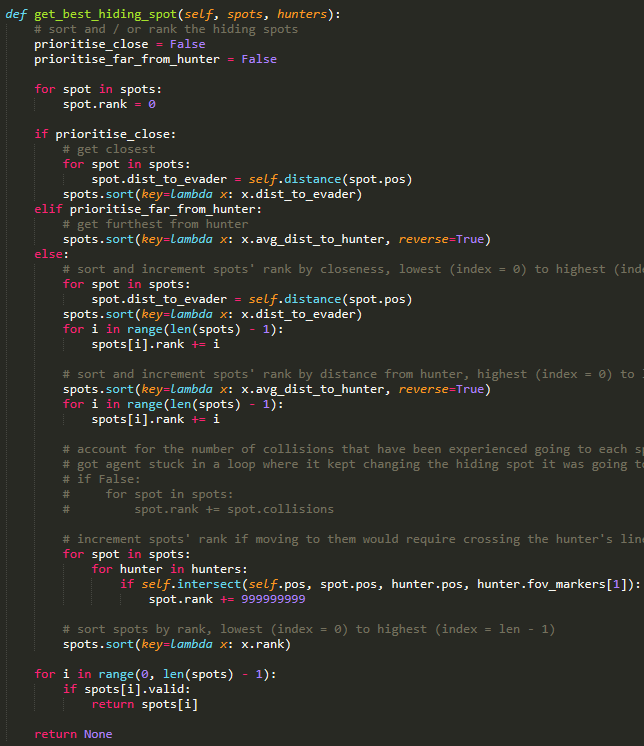 def get_best_hiding_spot(self, spots, hunters):
    # sort and / or rank the hiding spots
    prioritise_close = False
    prioritise_far_from_hunter = False

    for spot in spots:
        spot.rank = 0

    if prioritise_close:
        # get closest
        for spot in spots:
            spot.dist_to_evader = self.distance(spot.pos)
        spots.sort(key=lambda x: x.dist_to_evader)
    elif prioritise_far_from_hunter:
        # get furthest from hunter
        spots.sort(key=lambda x: x.avg_dist_to_hunter, reverse=True)
    else:
        # sort and increment spots' rank by closeness, lowest (index = 0) to highest (ind
        for spot in spots:
            spot.dist_to_evader = self.distance(spot.pos)
        spots.sort(key=lambda x: x.dist_to_evader)
        for i in range(len(spots) - 1):
            spots[i].rank += i

        # sort and increment spots' rank by distance from hunter, highest (index = 0) to
        spots.sort(key=lambda x: x.avg_dist_to_hunter, reverse=True)
        for i in range(len(spots) - 1):
            spots[i].rank += i

        # account for the number of collisions that have been experienced going to each
        # got agent stuck in a loop where it kept changing the hiding spot it was going
        # if False:
        #     for spot in spots:
        #         spot.rank += spot.collisions

        # increment spots' rank if moving to them would require crossing the hunter's
        for spot in spots:
            for hunter in hunters:
                if self.intersect(self.pos, spot.pos, hunter.pos, hunter.fov_markers[1]):
                    spot.rank += 999999999

        # sort spots by rank, lowest (index = 0) to highest (index = len - 1)
        spots.sort(key=lambda x: x.rank)

    for i in range(0, len(spots) - 1):
        if spots[i].valid:
            return spots[i]

    return None